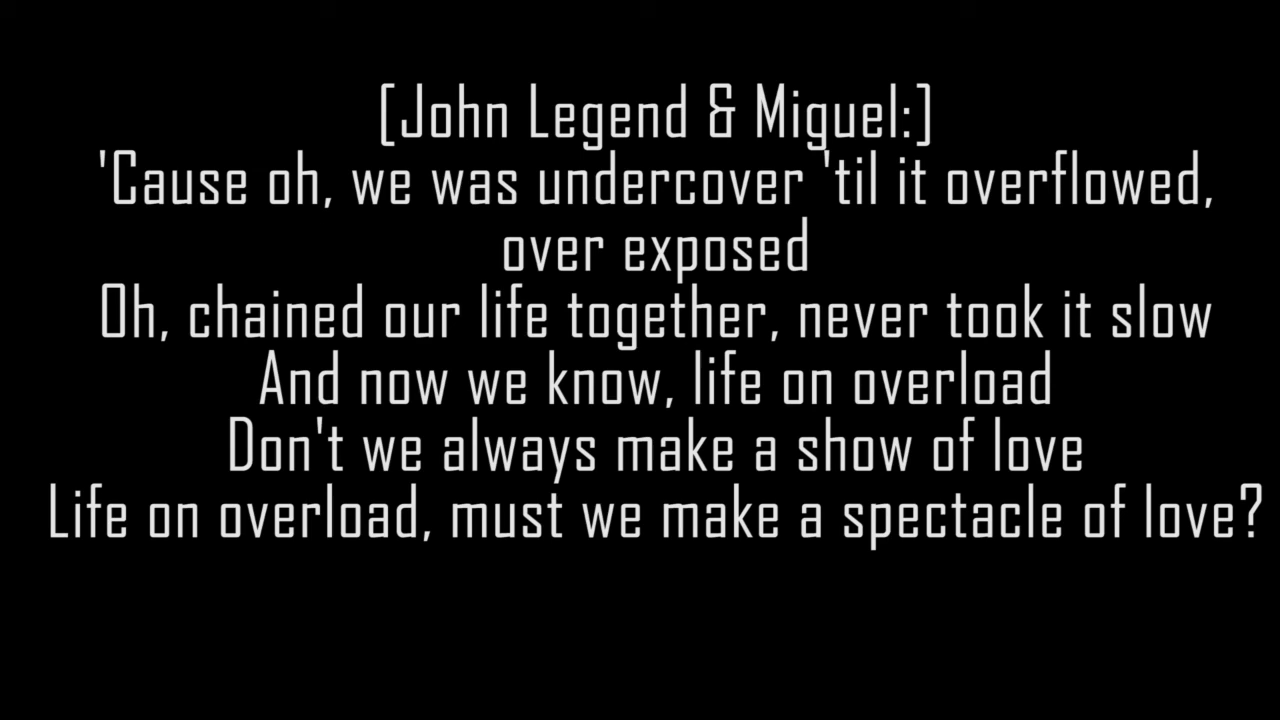 [John Legend & Miguel:]
'Cause oh, we was undercover 'til it overflowed,
over exposed
Oh, chained our life together, never took it slow
And now we know, life on overload
Don't we always make a show of love
Life on overload, must we make a spectacle of love?